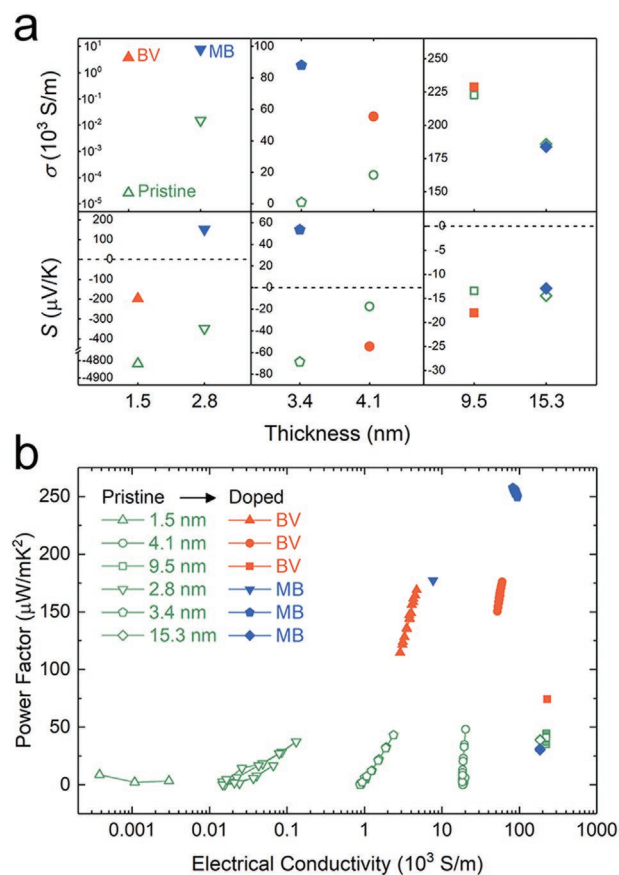 a
σ (10³ S/m)
10¹
10⁰
10⁻¹
10⁻²
10⁻³
10⁻⁴
10⁻⁵
BV
MB
Pristine
100
80
60
40
20
0
250
225
200
175
150
S (μV/K)
200
100
-0
-100
-200
-300
-400
-4800
-4900
60
40
20
-0
-20
-40
-60
-80
-0
-5
-10
-15
-20
-25
-30
1.5 2.8 3.4 4.1 9.5 15.3
Thickness (nm)
b
Power Factor (μW/mK²)
250
200
150
100
50
0
Pristine → Doped
1.5 nm BV
4.1 nm BV
9.5 nm BV
2.8 nm MB
3.4 nm MB
15.3 nm MB
0.001 0.01 0.1 1 10 100 1000
Electrical Conductivity (10³ S/m)